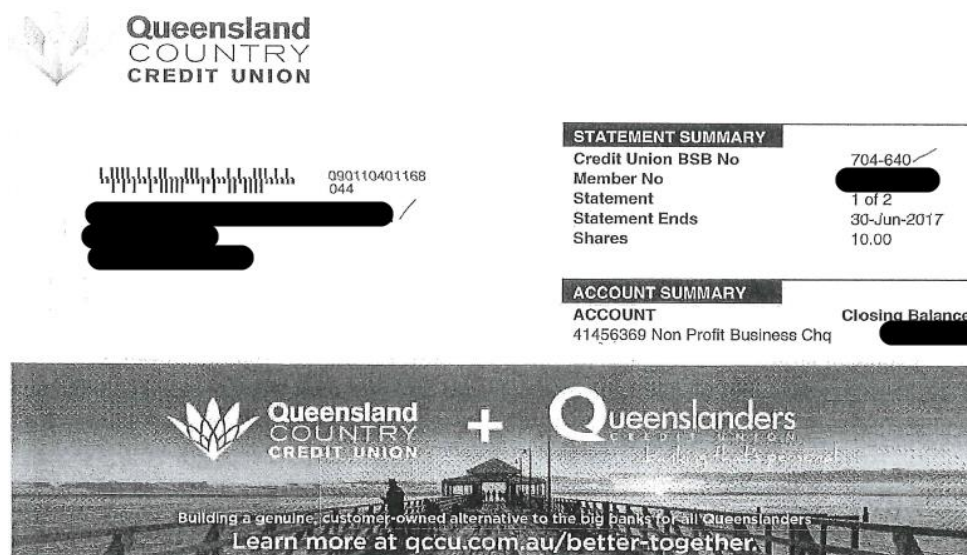 Queensland
COUNTRY
CREDIT UNION
090110401168
044
STATEMENT SUMMARY
Credit Union BSB No 704-640
Member No
Statement 1 of 2
Statement Ends 30-Jun-2017
Shares 10.00
ACCOUNT SUMMARY
ACCOUNT Closing Balance
41456369 Non Profit Business Chq
Queensland
COUNTRY
CREDIT UNION
+
Queenslanders
CREDIT UNION
banking that's personal
Building a genuine, customer-owned alternative to the big banks for all Queenslanders
Learn more at qccu.com.au/better-together.